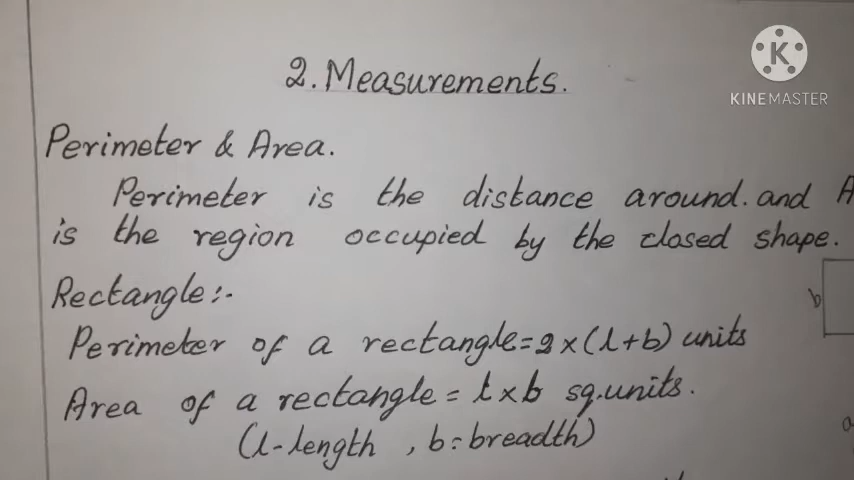 2. Measurements.
KINEMASTER
Perimeter & Area.
Perimeter is the distance around. and A
is the region occupied by the closed shape.
Rectangle:-
b
Perimeter of a rectangle = 2 x (l+b) units
Area of a rectangle = l x b sq.units.
(l-length , b=breadth)
a